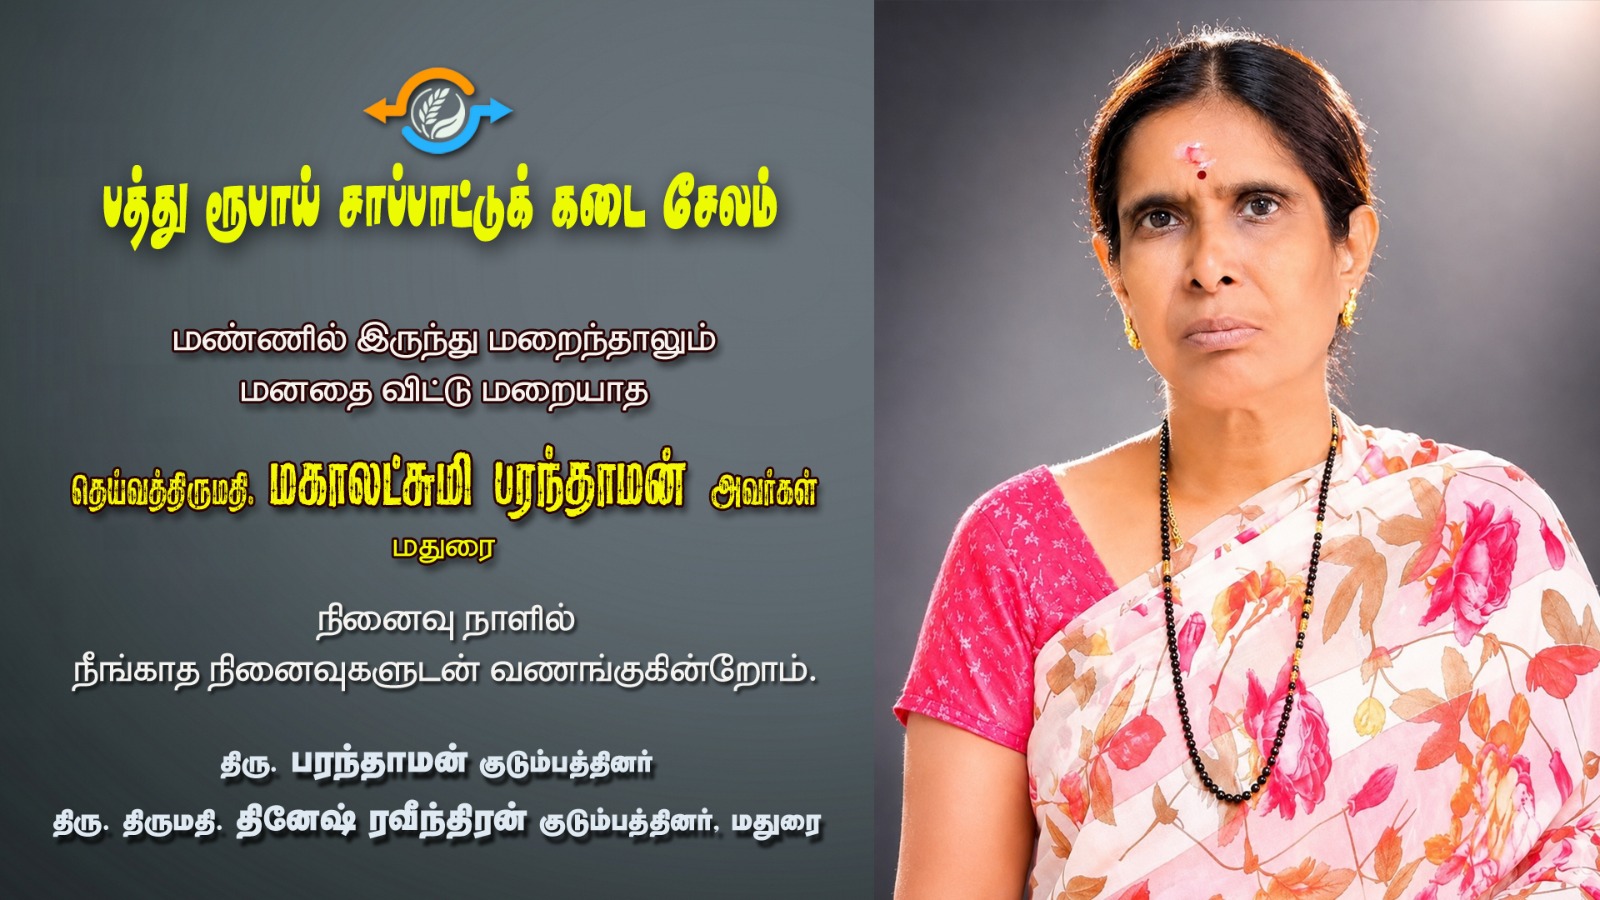 பத்து ரூபாய் சாப்பாட்டுக் கடை சேலம்
மண்ணில் இருந்து மறைந்தாலும்
மனதை விட்டு மறையாத
தெய்வத்திருமதி. மகாலட்சுமி பரந்தாமன் அவர்கள்
மதுரை
நினைவு நாளில்
நீங்காத நினைவுகளுடன் வணங்குகின்றோம்.
திரு. பரந்தாமன் குடும்பத்தினர்
திரு. திருமதி. தினேஷ் ரவீந்திரன் குடும்பத்தினர், மதுரை